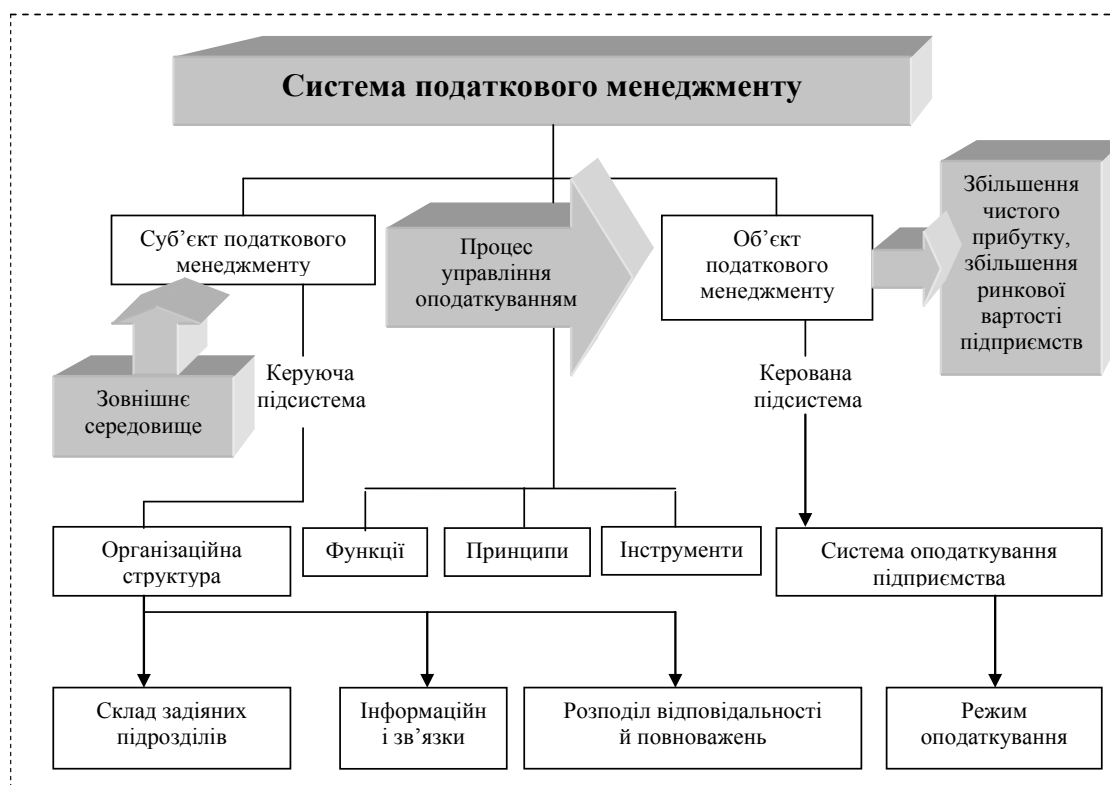 Система податкового менеджменту
Суб’єкт податкового
менеджменту
Процес
управління
оподаткуванням
Об’єкт
податкового
менеджменту
Збільшення
чистого
прибутку,
збільшення
ринкової
вартості
підприємств
Зовнішнє
середовище
Керуюча
підсистема
Керована
підсистема
Організаційна
структура
Функції
Принципи
Інструменти
Система оподаткування
підприємства
Склад задіяних
підрозділів
Інформаційн
і зв’язки
Розподіл відповідальності
й повноважень
Режим
оподаткування